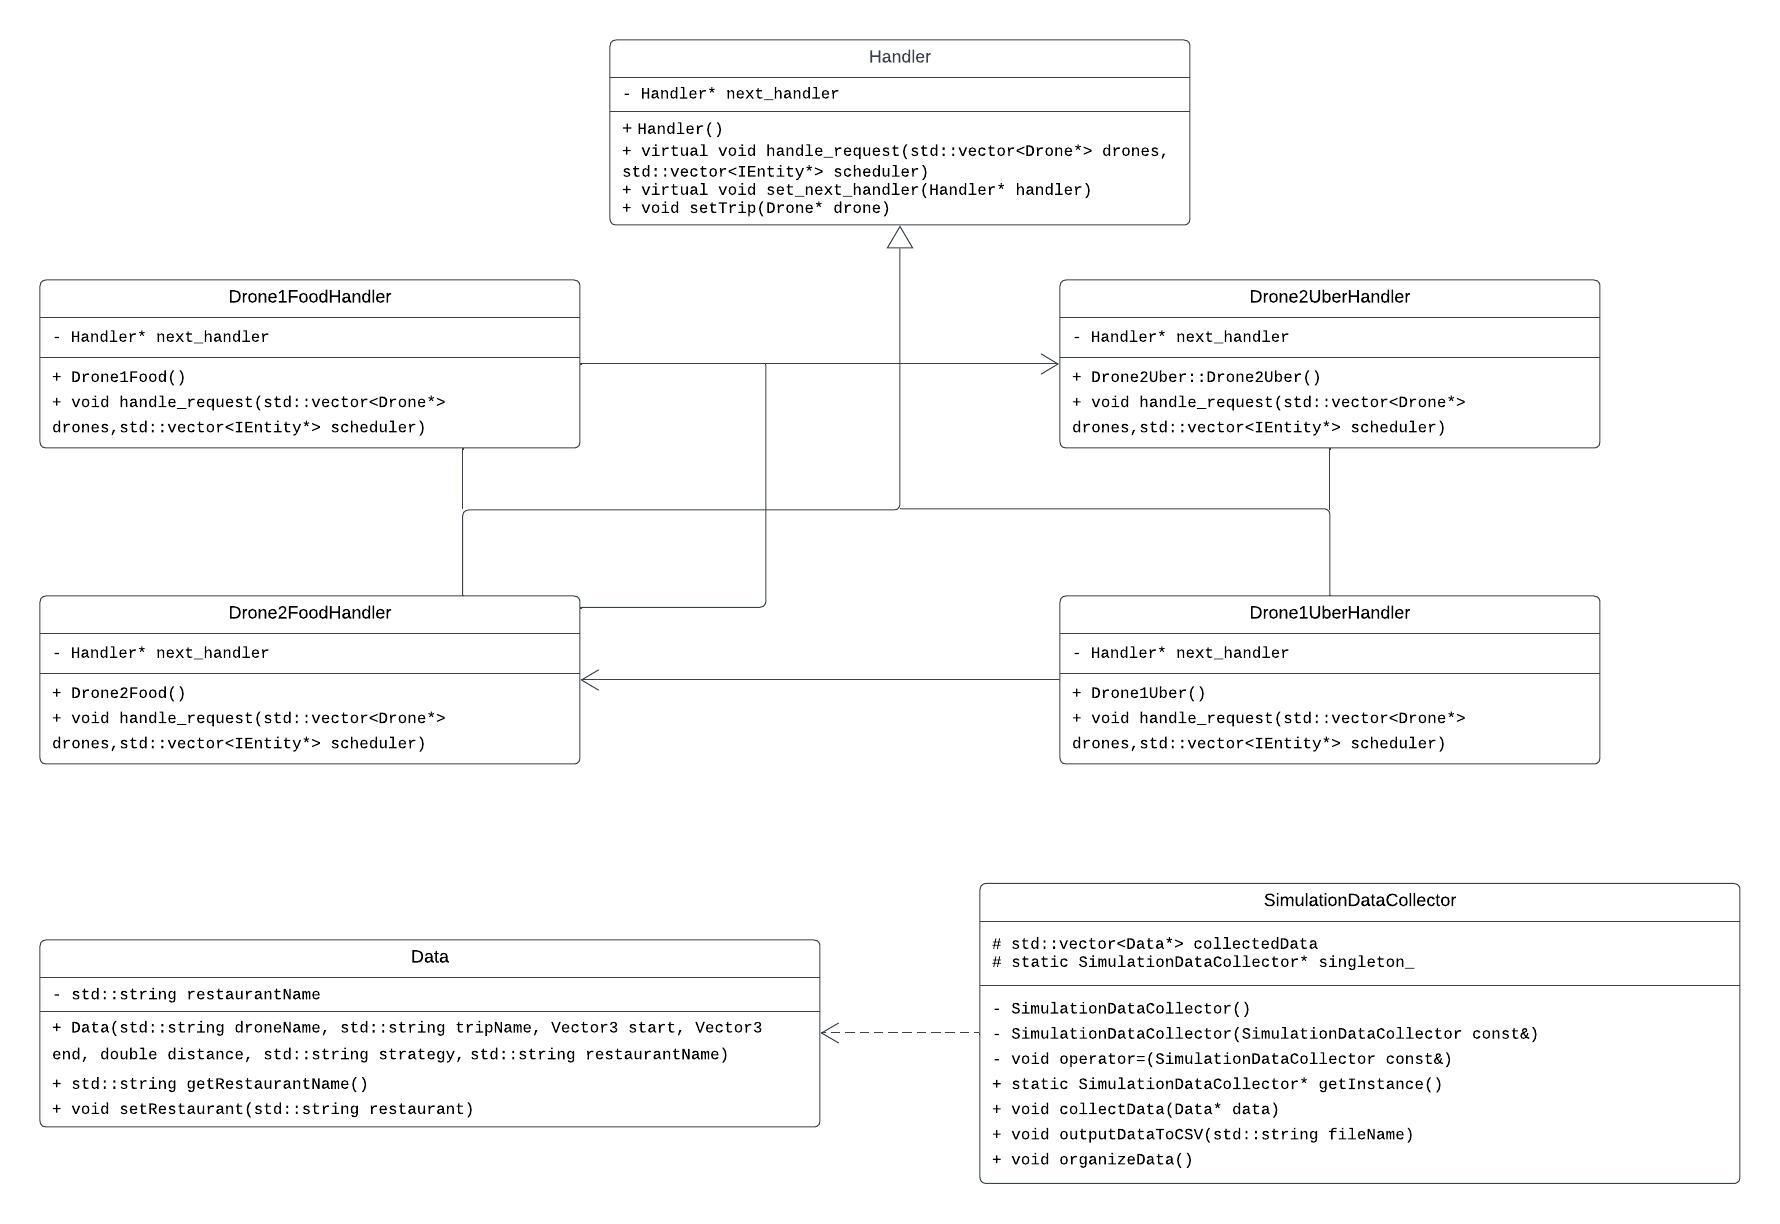 Handler
- Handler* next_handler
+ Handler()
+ virtual void handle_request(std::vector<Drone*> drones,
std::vector<IEntity*> scheduler)
+ virtual void set_next_handler(Handler* handler)
+ void setTrip(Drone* drone)
Drone1FoodHandler
- Handler* next_handler
+ Drone1Food()
+ void handle_request(std::vector<Drone*>
drones,std::vector<IEntity*> scheduler)
Drone2UberHandler
- Handler* next_handler
+ Drone2Uber::Drone2Uber()
+ void handle_request(std::vector<Drone*>
drones,std::vector<IEntity*> scheduler)
Drone2FoodHandler
- Handler* next_handler
+ Drone2Food()
+ void handle_request(std::vector<Drone*>
drones,std::vector<IEntity*> scheduler)
Drone1UberHandler
- Handler* next_handler
+ Drone1Uber()
+ void handle_request(std::vector<Drone*>
drones,std::vector<IEntity*> scheduler)
Data
- std::string restaurantName
+ Data(std::string droneName, std::string tripName, Vector3 start, Vector3
end, double distance, std::string strategy, std::string restaurantName)
+ std::string getRestaurantName()
+ void setRestaurant(std::string restaurant)
SimulationDataCollector
# std::vector<Data*> collectedData
# static SimulationDataCollector* singleton_
- SimulationDataCollector()
- SimulationDataCollector(SimulationDataCollector const&)
- void operator=(SimulationDataCollector const&)
+ static SimulationDataCollector* getInstance()
+ void collectData(Data* data)
+ void outputDataToCSV(std::string fileName)
+ void organizeData()